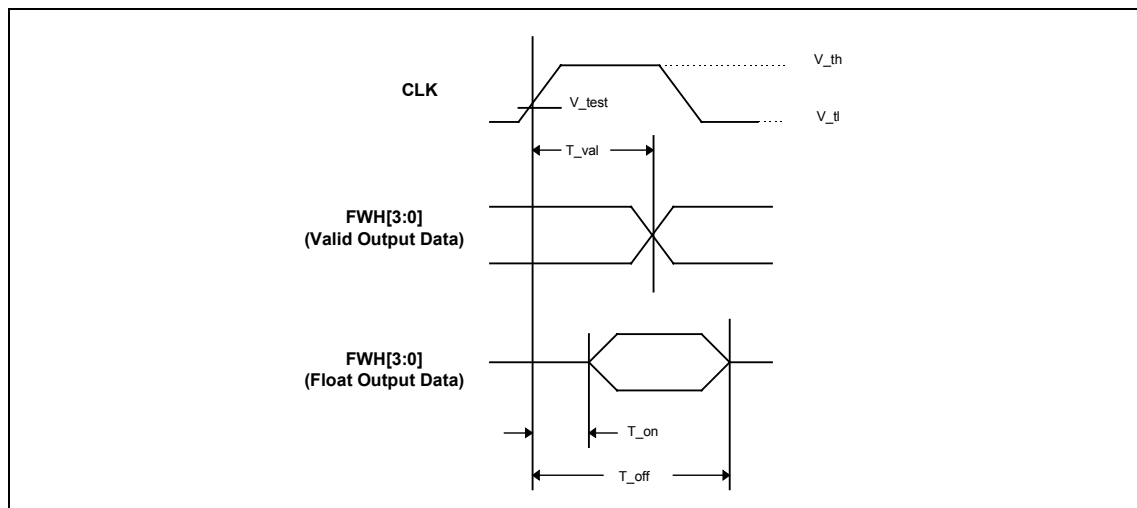 V_th
CLK
V_test
V_tl
T_val
FWH[3:0]
(Valid Output Data)
FWH[3:0]
(Float Output Data)
T_on
T_off